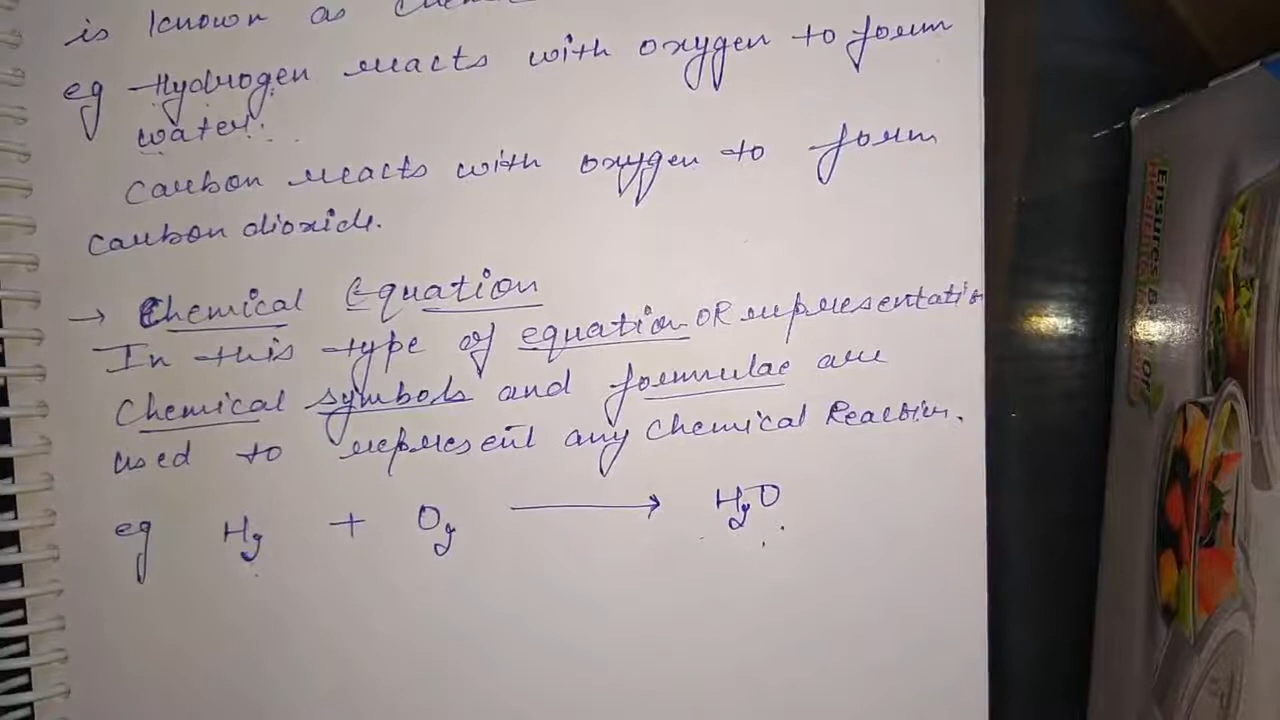 is known as
eg Hydrogen reacts with oxygen to form
water.
Carbon reacts with oxygen to form
carbon dioxide.
→ Chemical Equation
In this type of equation OR representation
Chemical symbols and formulae are
used to represent any chemical Reaction.
eg H₂ + O₂ ⟶ H₂O
Ensures